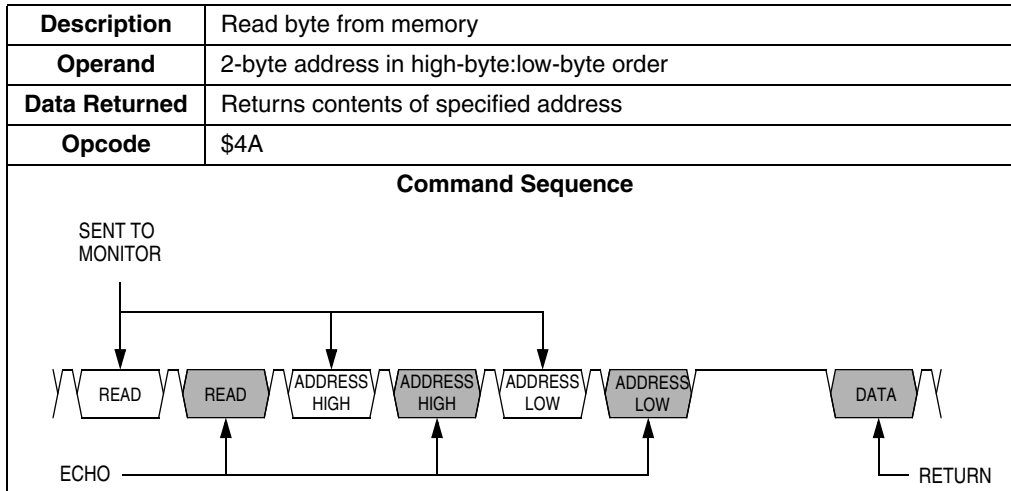 Description Read byte from memory
Operand 2-byte address in high-byte:low-byte order
Data Returned Returns contents of specified address
Opcode $4A
Command Sequence
SENT TO
MONITOR
READ READ ADDRESS ADDRESS ADDRESS ADDRESS DATA
HIGH HIGH LOW LOW
ECHO RETURN